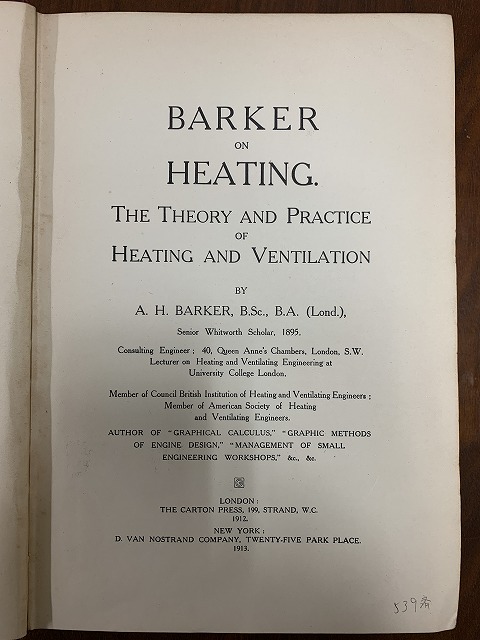 BARKER
ON
HEATING.
THE THEORY AND PRACTICE
OF
HEATING AND VENTILATION
BY
A. H. BARKER, B.Sc., B.A. (Lond.),
Senior Whitworth Scholar, 1895.
Consulting Engineer; 40, Queen Anne's Chambers, London, S.W.
Lecturer on Heating and Ventilating Engineering at
University College London.
Member of Council British Institution of Heating and Ventilating Engineers;
Member of American Society of Heating
and Ventilating Engineers.
AUTHOR OF "GRAPHICAL CALCULUS," "GRAPHIC METHODS
OF ENGINE DESIGN," "MANAGEMENT OF SMALL
ENGINEERING WORKSHOPS," &c., &c.
LONDON:
THE CARTON PRESS, 199, STRAND, W.C.
1912.
NEW YORK:
D. VAN NOSTRAND COMPANY, TWENTY-FIVE PARK PLACE.
1913.
539